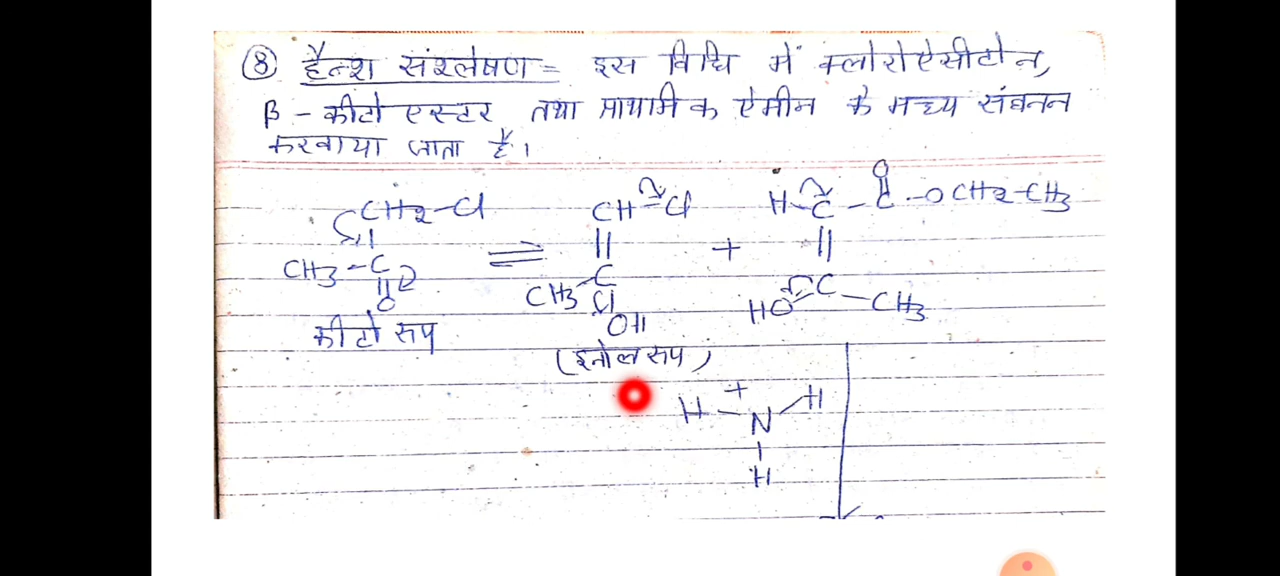 ⑧ हैन्श संश्लेषण = इस विधि में क्लोरोऐसीटोन,
β - कीटो एस्टर तथा प्राथमिक ऐमीन के मध्य संघनन
करवाया जाता है।
CH2-Cl CH=Cl H-C-C-OCH2-CH3
|| || O
CH3-C ⇌ C + ||
|| CH3 HO C-CH3
O OH
कीटो रूप
(इनोल रूप)
H + H
N
|
H